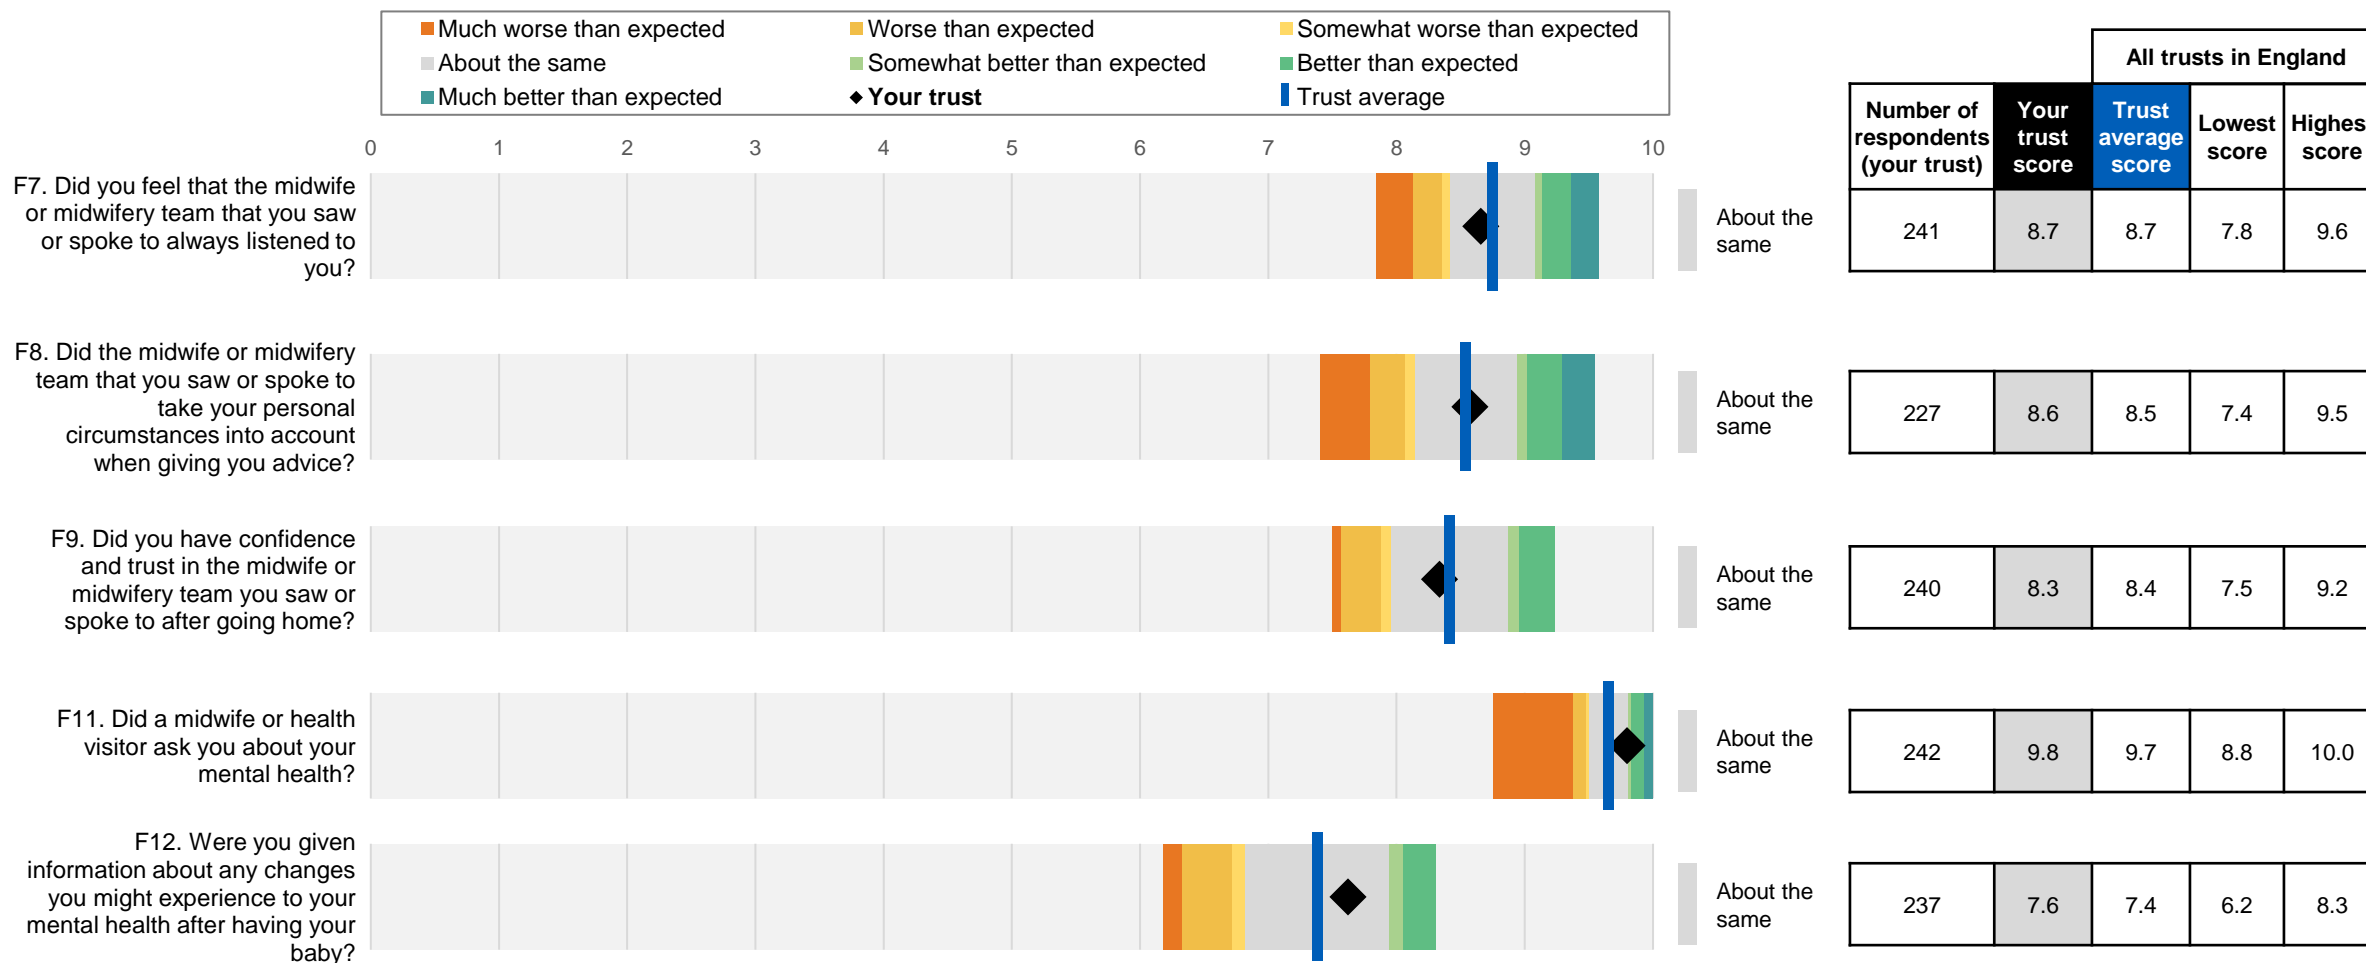 Much worse than expected
Worse than expected
Somewhat worse than expected
About the same
Somewhat better than expected
Better than expected
Much better than expected
Your trust
Trust average
All trusts in England
Number of
respondents
(your trust)
Your
trust
score
Trust
average
score
Lowest
score
Highes
score
0 1 2 3 4 5 6 7 8 9 10
F7. Did you feel that the midwife
or midwifery team that you saw
or spoke to always listened to
you?
About the
same
241 8.7 8.7 7.8 9.6
F8. Did the midwife or midwifery
team that you saw or spoke to
take your personal
circumstances into account
when giving you advice?
About the
same
227 8.6 8.5 7.4 9.5
F9. Did you have confidence
and trust in the midwife or
midwifery team you saw or
spoke to after going home?
About the
same
240 8.3 8.4 7.5 9.2
F11. Did a midwife or health
visitor ask you about your
mental health?
About the
same
242 9.8 9.7 8.8 10.0
F12. Were you given
information about any changes
you might experience to your
mental health after having your
baby?
About the
same
237 7.6 7.4 6.2 8.3